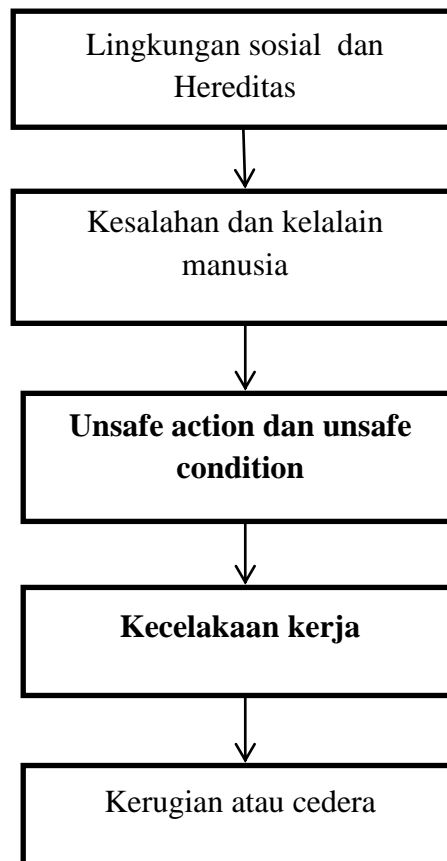 Lingkungan sosial dan
Hereditas
Kesalahan dan kelalain
manusia
Unsafe action dan unsafe
condition
Kecelakaan kerja
Kerugian atau cedera